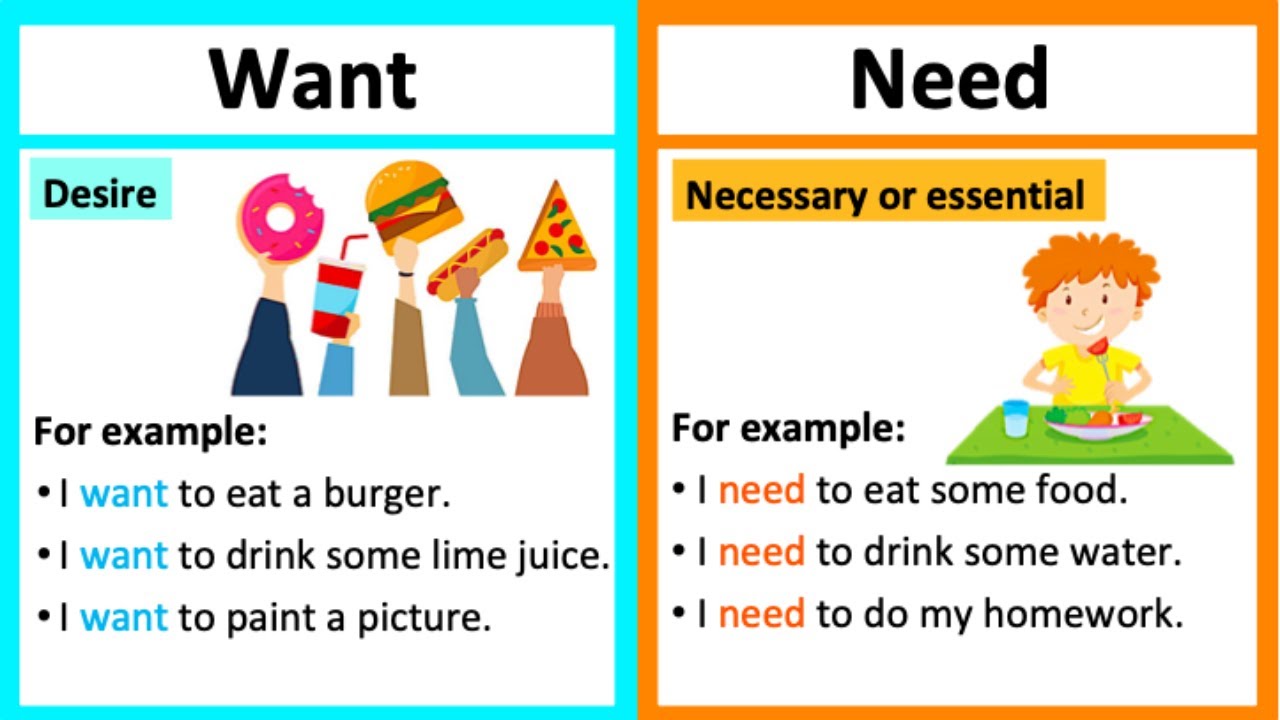 Want
Desire
For example:
• I want to eat a burger.
• I want to drink some lime juice.
• I want to paint a picture.
Need
Necessary or essential
For example:
• I need to eat some food.
• I need to drink some water.
• I need to do my homework.